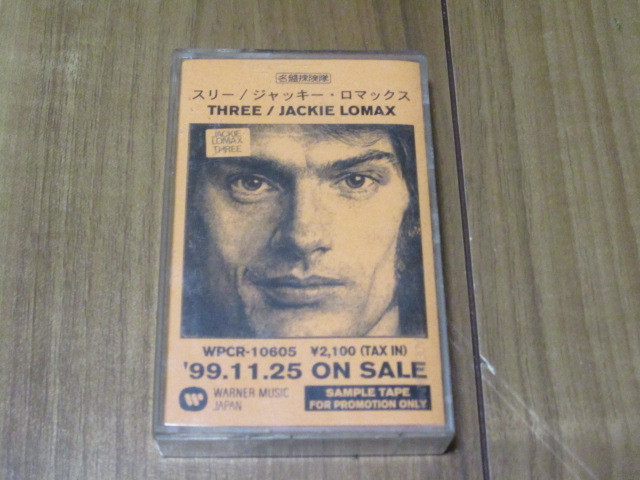 名盤探険隊
スリー / ジャッキー・ロマックス
THREE / JACKIE LOMAX
JACKIE
LOMAX
THREE
WPCR-10605 ¥2,100 (TAX IN)
'99.11.25 ON SALE
WARNER MUSIC
JAPAN
SAMPLE TAPE
FOR PROMOTION ONLY